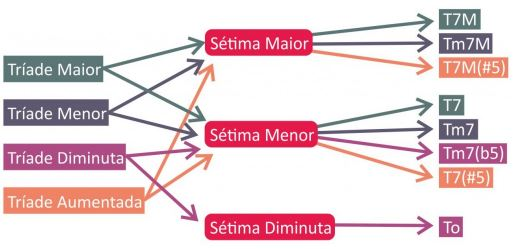 Tríade Maior
Tríade Menor
Tríade Diminuta
Tríade Aumentada
Sétima Maior
Sétima Menor
Sétima Diminuta
T7M
Tm7M
T7M(#5)
T7
Tm7
Tm7(b5)
T7(#5)
To